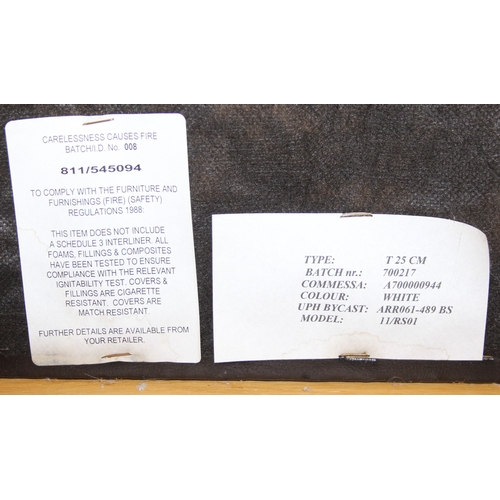 CARELESSNESS CAUSES FIRE
BATCH/I.D. No. 008
811/545094
TO COMPLY WITH THE FURNITURE AND
FURNISHINGS (FIRE) (SAFETY)
REGULATIONS 1988:
THIS ITEM DOES NOT INCLUDE
A SCHEDULE 3 INTERLINER. ALL
FOAMS, FILLINGS & COMPOSITES
HAVE BEEN TESTED TO ENSURE
COMPLIANCE WITH THE RELEVANT
IGNITABILITY TEST. COVERS &
FILLINGS ARE CIGARETTE
RESISTANT. COVERS ARE
MATCH RESISTANT.
FURTHER DETAILS ARE AVAILABLE FROM
YOUR RETAILER.
TYPE: T 25 CM
BATCH nr.: 700217
COMMESSA: A700000944
COLOUR: WHITE
UPH BYCAST: ARR061-489 BS
MODEL: 11/RS01